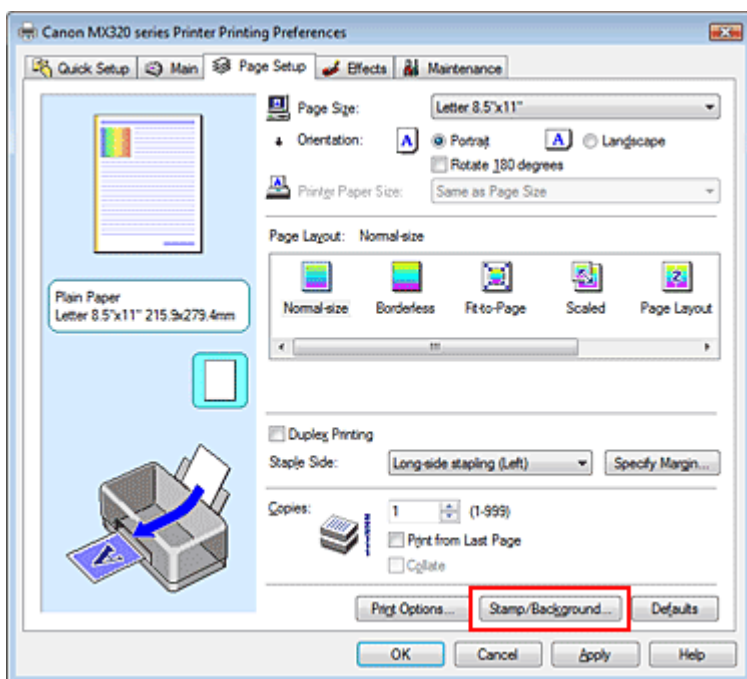 Canon MX320 series Printer Printing Preferences
Quick Setup Main Page Setup Effects Maintenance
Page Size: Letter 8.5"x11"
Orientation: A Portrait A Landscape
Rotate 180 degrees
Printer Paper Size: Same as Page Size
Page Layout: Normal-size
Normal-size Borderless Fit-to-Page Scaled Page Layout
Plain Paper
Letter 8.5"x11" 215.9x279.4mm
Duplex Printing
Staple Side: Long-side stapling (Left) Specify Margin...
Copies: 1 (1-999)
Print from Last Page
Collate
Print Options... Stamp/Background... Defaults
OK Cancel Apply Help